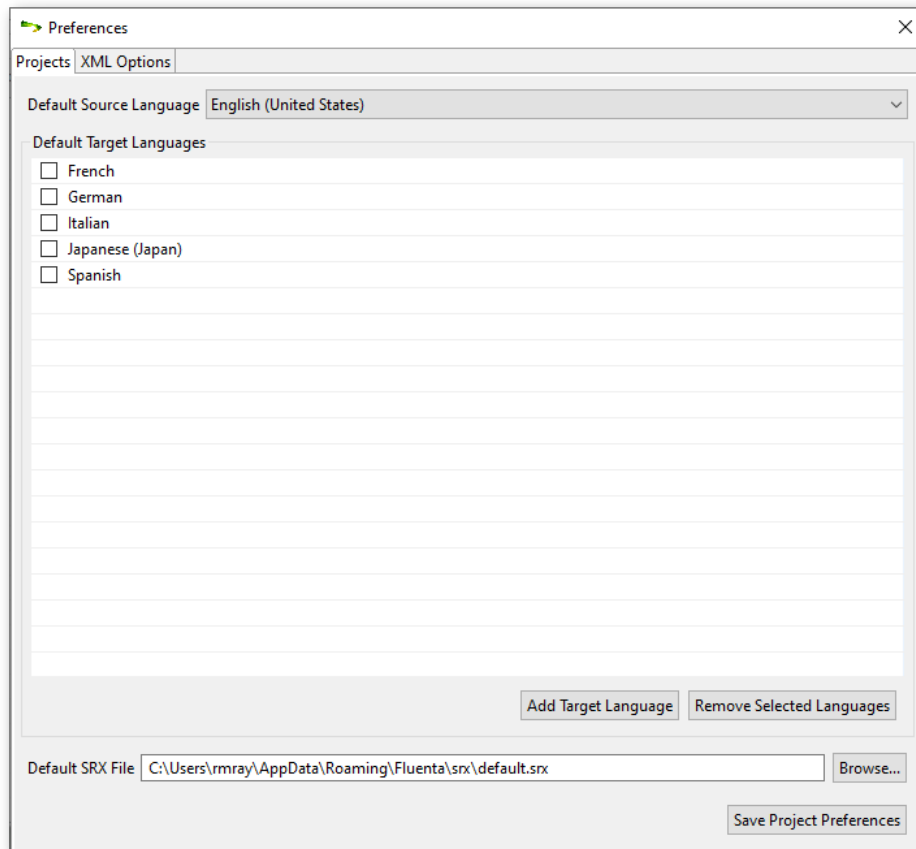 Preferences
Projects XML Options
Default Source Language English (United States)
Default Target Languages
French
German
Italian
Japanese (Japan)
Spanish
Add Target Language Remove Selected Languages
Default SRX File C:\Users\rmray\AppData\Roaming\Fluenta\srx\default.srx Browse...
Save Project Preferences